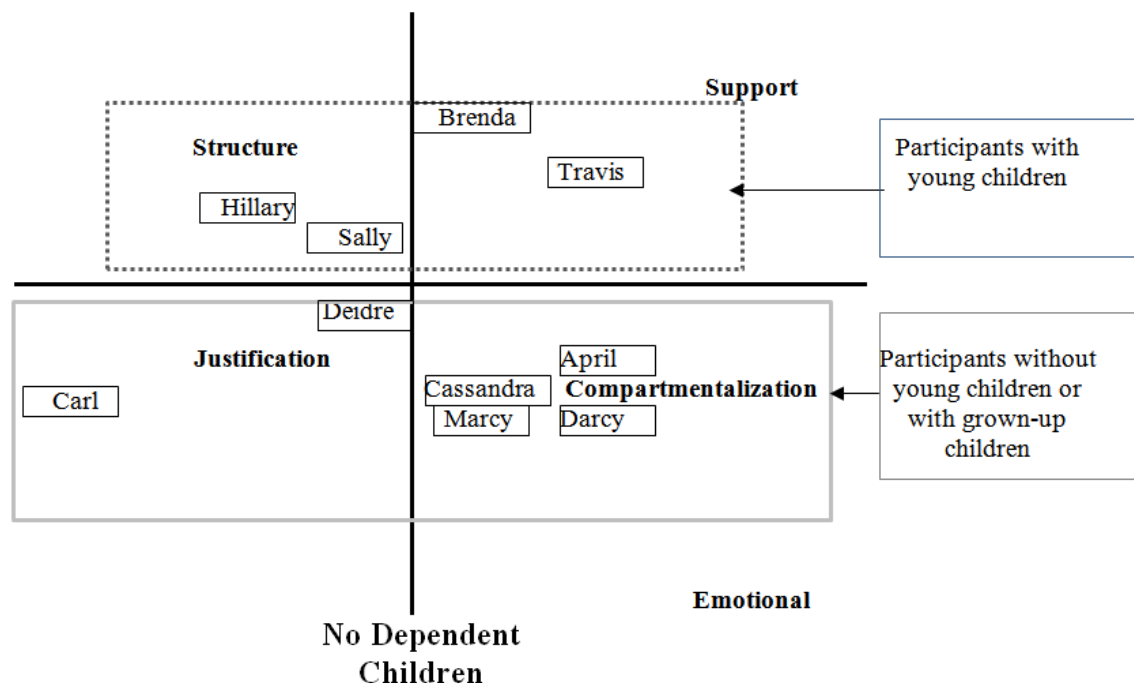 Support
Brenda
Structure
Travis
Hillary
Sally
Participants with
young children
Deidre
Justification
April
Cassandra
Compartmentalization
Carl
Marcy
Darcy
Participants without
young children or
with grown-up
children
Emotional
No Dependent
Children